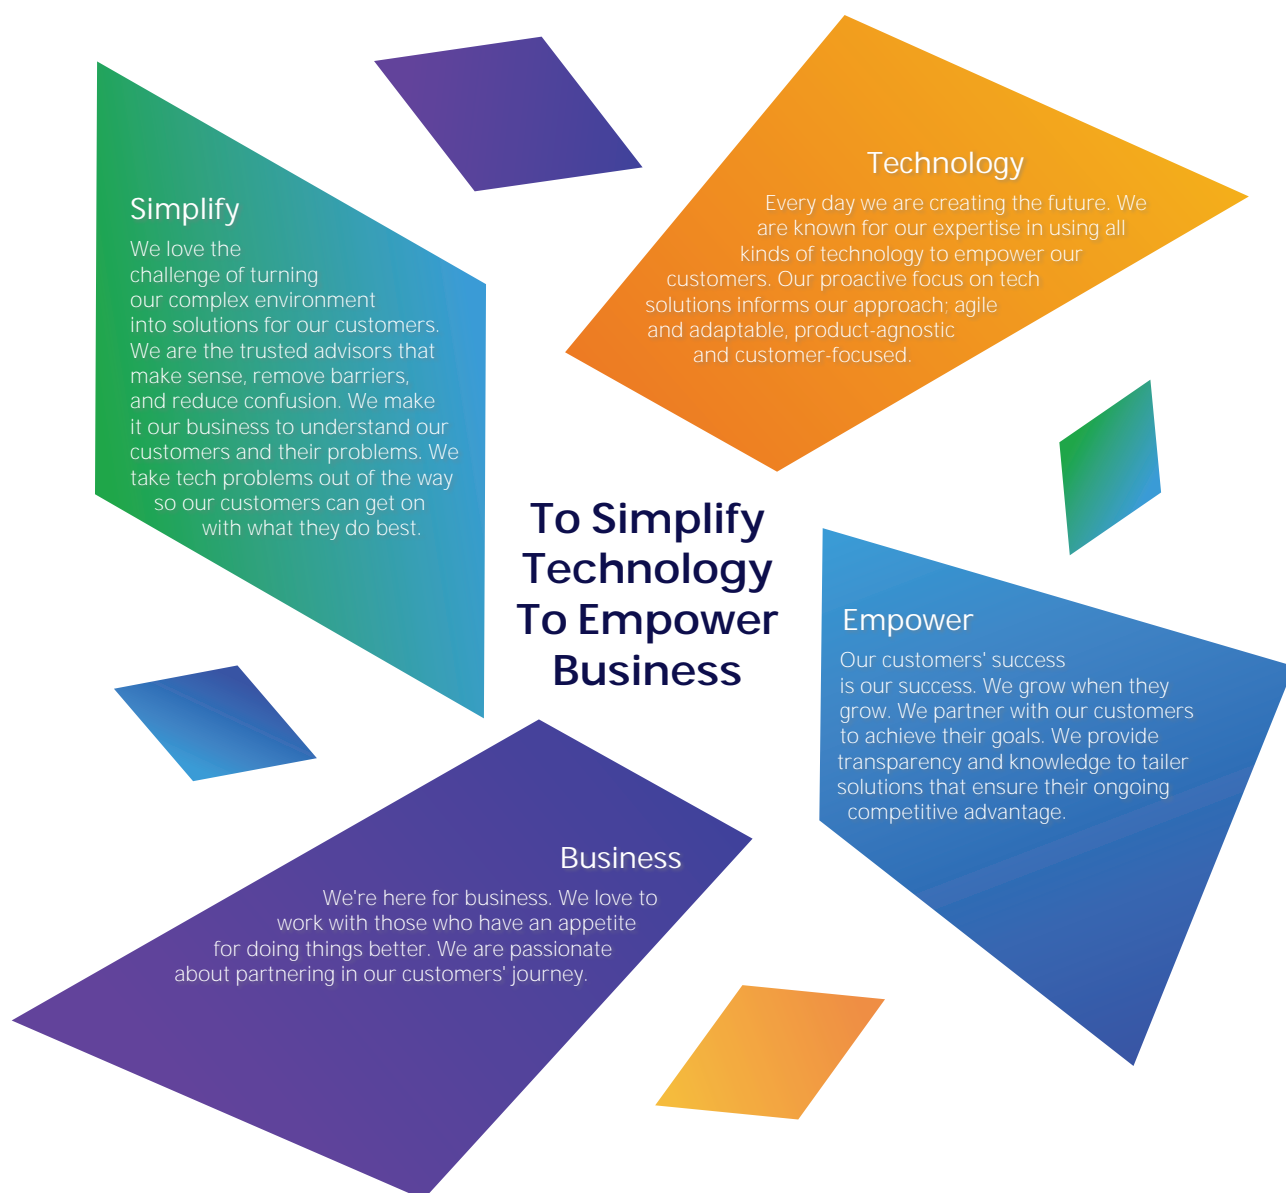 Simplify
We love the
challenge of turning
our complex environment
into solutions for our customers.
We are the trusted advisors that
make sense, remove barriers,
and reduce confusion. We make
it our business to understand our
customers and their problems. We
take tech problems out of the way
so our customers can get on
with what they do best.
Technology
Every day we are creating the future. We
are known for our expertise in using all
kinds of technology to empower our
customers. Our proactive focus on tech
solutions informs our approach; agile
and adaptable, product-agnostic
and customer-focused.
To Simplify
Technology
To Empower
Business
Empower
Our customers' success
is our success. We grow when they
grow. We partner with our customers
to achieve their goals. We provide
transparency and knowledge to tailer
solutions that ensure their ongoing
competitive advantage.
Business
We're here for business. We love to
work with those who have an appetite
for doing things better. We are passionate
about partnering in our customers' journey.